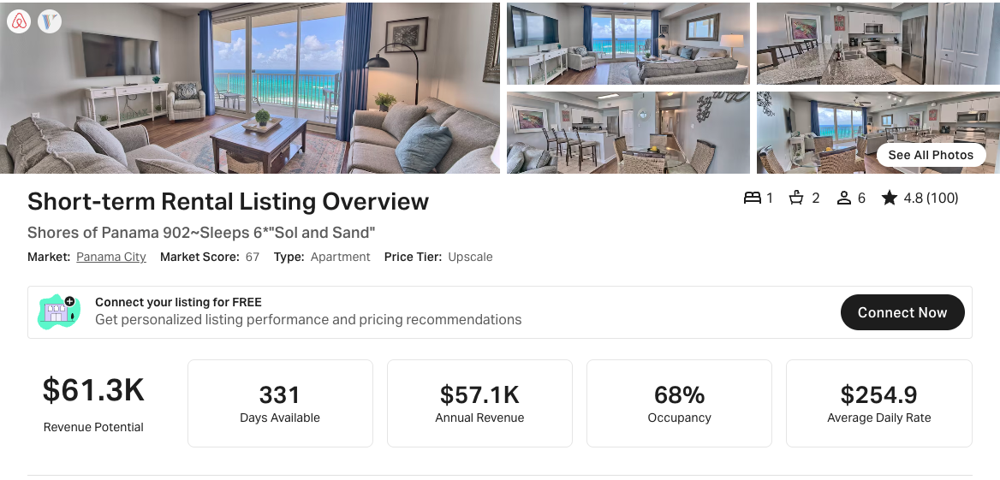 See All Photos
Short-term Rental Listing Overview
1 2 6 4.8 (100)
Shores of Panama 902~Sleeps 6*"Sol and Sand"
Market: Panama City Market Score: 67 Type: Apartment Price Tier: Upscale
Connect your listing for FREE
Get personalized listing performance and pricing recommendations
Connect Now
$61.3K
Revenue Potential
331
Days Available
$57.1K
Annual Revenue
68%
Occupancy
$254.9
Average Daily Rate